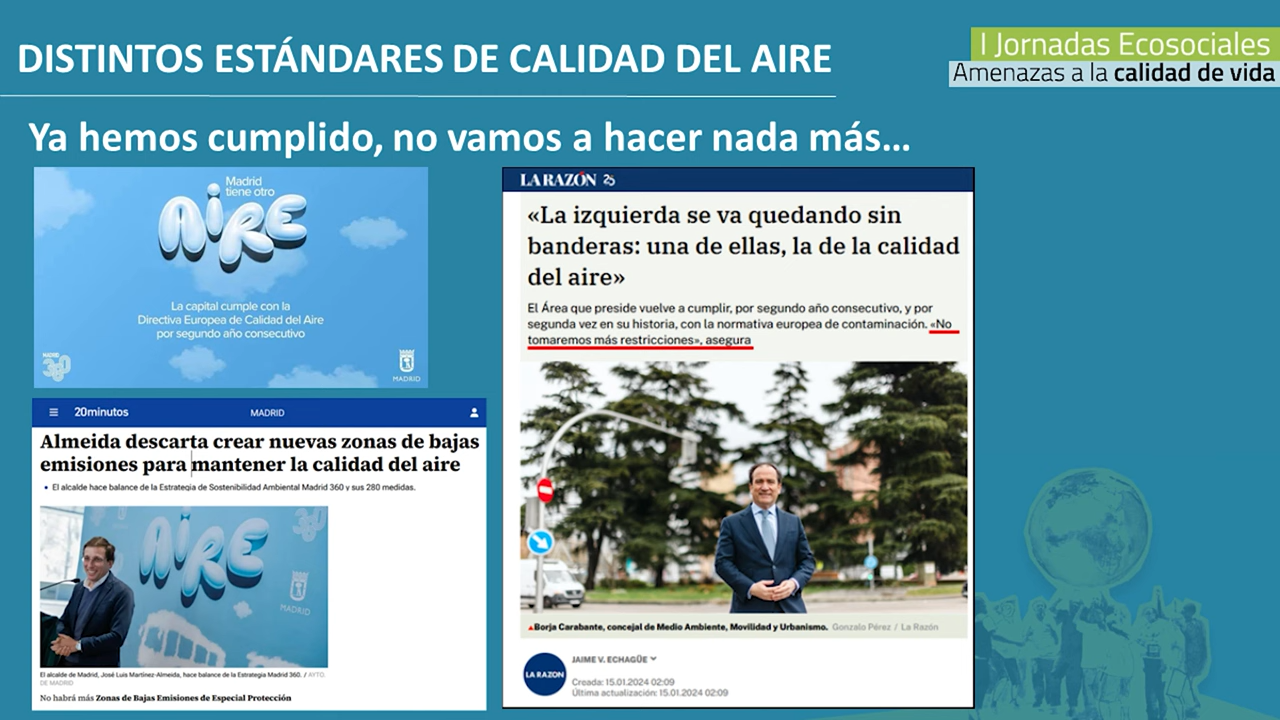 DISTINTOS ESTÁNDARES DE CALIDAD DEL AIRE
I Jornadas Ecosociales
Amenazas a la calidad de vida
Ya hemos cumplido, no vamos a hacer nada más...
Madrid
tiene otro
AIRE
La capital cumple con la
Directiva Europea de Calidad del Aire
por segundo año consecutivo
MADRID
360
MADRID
20minutos
MADRID
Almeida descarta crear nuevas zonas de bajas
emisiones para mantener la calidad del aire
• El alcalde hace balance de la Estrategia de Sostenibilidad Ambiental Madrid 360 y sus 280 medidas.
AIRE
MADRID
El alcalde de Madrid, José Luis Martínez-Almeida, hace balance de la Estrategia Madrid 360. / AYTO.
DE MADRID
No habrá más Zonas de Bajas Emisiones de Especial Protección
LA RAZÓN 25
«La izquierda se va quedando sin
banderas: una de ellas, la de la calidad
del aire»
El Área que preside vuelve a cumplir, por segundo año consecutivo, y por
segunda vez en su historia, con la normativa europea de contaminación. «No
tomaremos más restricciones», asegura
▲Borja Carabante, concejal de Medio Ambiente, Movilidad y Urbanismo. Gonzalo Pérez / La Razón
LA RAZON
JAIME V. ECHAGÜE
Creada: 15.01.2024 02:09
Última actualización: 15.01.2024 02:09